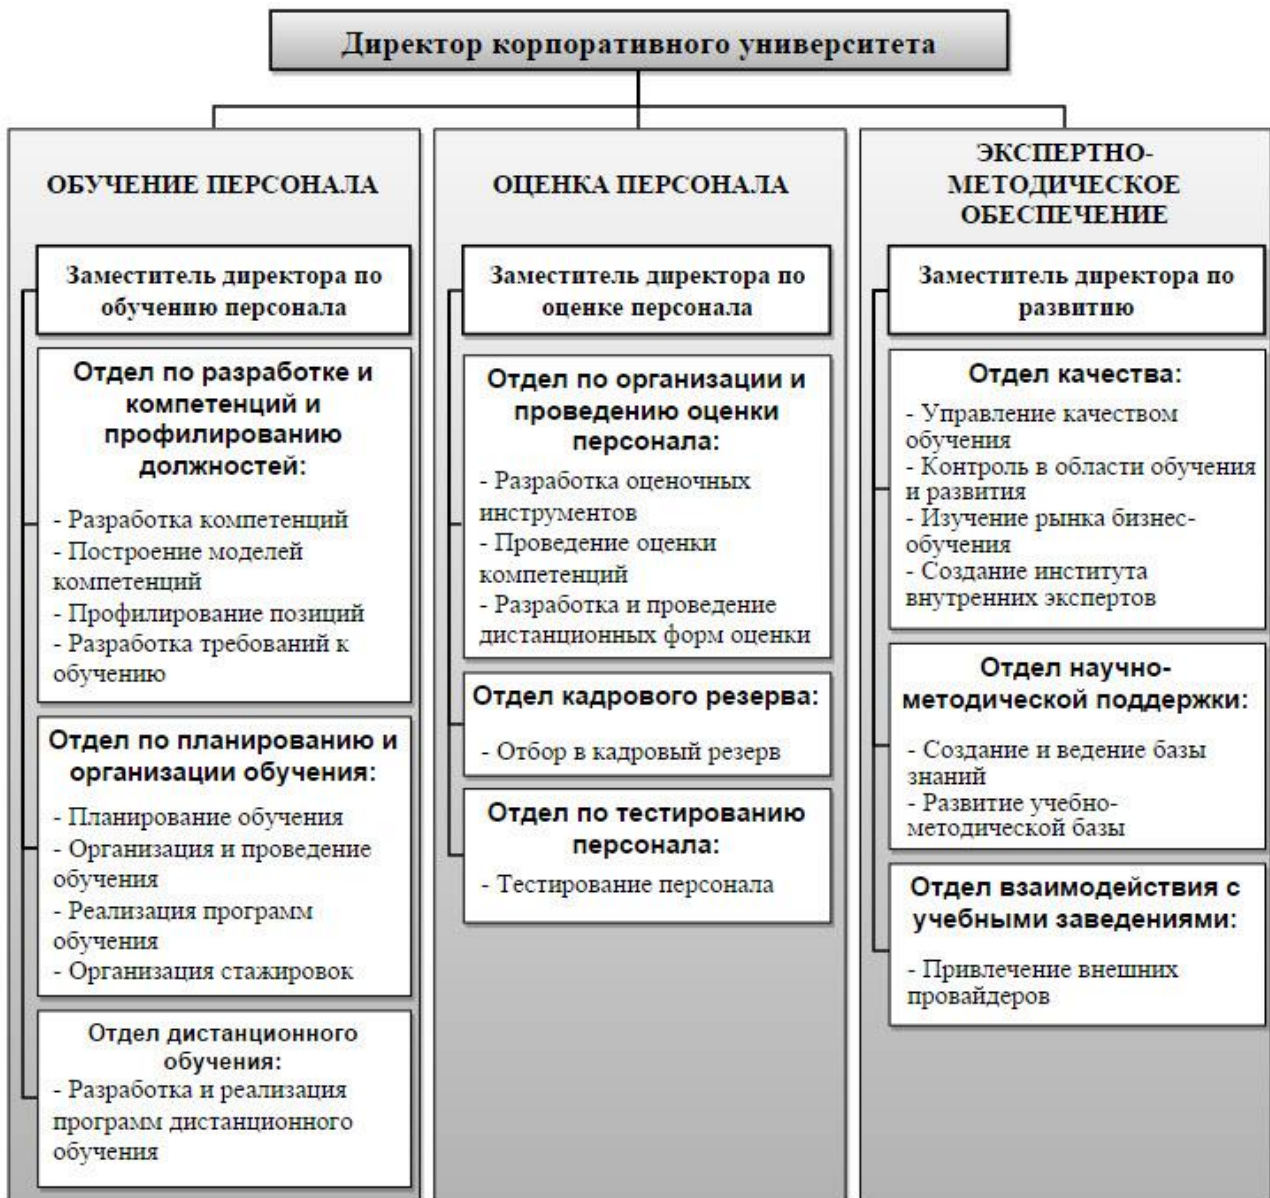 Директор корпоративного университета
ОБУЧЕНИЕ ПЕРСОНАЛА
Заместитель директора по
обучению персонала
Отдел по разработке и
компетенций и
профилированию
должностей:
- Разработка компетенций
- Построение моделей
компетенций
- Профилирование позиций
- Разработка требований к
обучению
Отдел по планированию и
организации обучения:
- Планирование обучения
- Организация и проведение
обучения
- Реализация программ
обучения
- Организация стажировок
Отдел дистанционного
обучения:
- Разработка и реализация
программ дистанционного
обучения
ОЦЕНКА ПЕРСОНАЛА
Заместитель директора по
оценке персонала
Отдел по организации и
проведению оценки
персонала:
- Разработка оценочных
инструментов
- Проведение оценки
компетенций
- Разработка и проведение
дистанционных форм оценки
Отдел кадрового резерва:
- Отбор в кадровый резерв
Отдел по тестированию
персонала:
- Тестирование персонала
ЭКСПЕРТНО-
МЕТОДИЧЕСКОЕ
ОБЕСПЕЧЕНИЕ
Заместитель директора по
развитию
Отдел качества:
- Управление качеством
обучения
- Контроль в области обучения
и развития
- Изучение рынка бизнес-
обучения
- Создание института
внутренних экспертов
Отдел научно-
методической поддержки:
- Создание и ведение базы
знаний
- Развитие учебно-
методической базы
Отдел взаимодействия с
учебными заведениями:
- Привлечение внешних
провайдеров